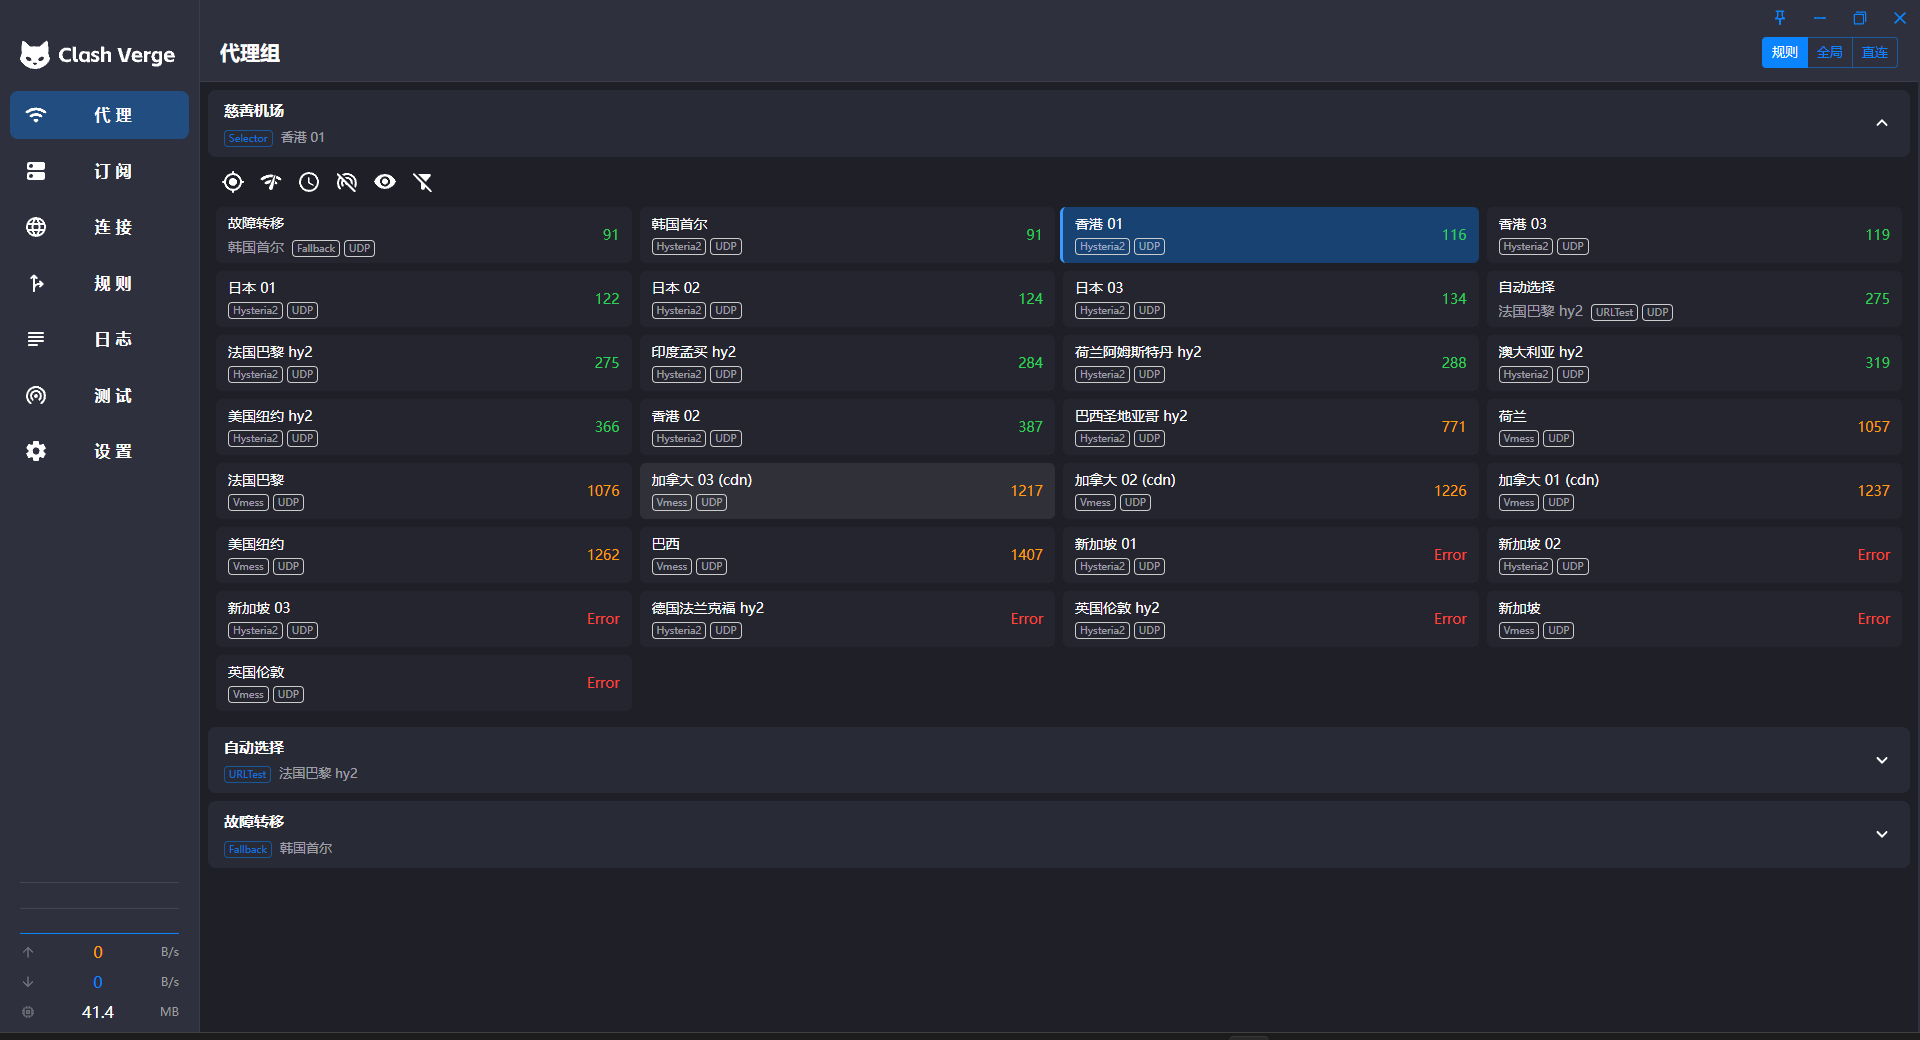 Clash Verge
代 理
订 阅
连 接
规 则
日 志
测 试
设 置
0 B/s
0 B/s
41.4 MB
代理组
规则 全局 直连
慈善机场
Selector 香港 01
故障转移
韩国首尔 Fallback UDP
91
韩国首尔
Hysteria2 UDP
91
香港 01
Hysteria2 UDP
116
香港 03
Hysteria2 UDP
119
日本 01
Hysteria2 UDP
122
日本 02
Hysteria2 UDP
124
日本 03
Hysteria2 UDP
134
自动选择
法国巴黎 hy2 URLTest UDP
275
法国巴黎 hy2
Hysteria2 UDP
275
印度孟买 hy2
Hysteria2 UDP
284
荷兰阿姆斯特丹 hy2
Hysteria2 UDP
288
澳大利亚 hy2
Hysteria2 UDP
319
美国纽约 hy2
Hysteria2 UDP
366
香港 02
Hysteria2 UDP
387
巴西圣地亚哥 hy2
Hysteria2 UDP
771
荷兰
Vmess UDP
1057
法国巴黎
Vmess UDP
1076
加拿大 03 (cdn)
Vmess UDP
1217
加拿大 02 (cdn)
Vmess UDP
1226
加拿大 01 (cdn)
Vmess UDP
1237
美国纽约
Vmess UDP
1262
巴西
Vmess UDP
1407
新加坡 01
Hysteria2 UDP
Error
新加坡 02
Hysteria2 UDP
Error
新加坡 03
Hysteria2 UDP
Error
德国法兰克福 hy2
Hysteria2 UDP
Error
英国伦敦 hy2
Hysteria2 UDP
Error
新加坡
Vmess UDP
Error
英国伦敦
Vmess UDP
Error
自动选择
URLTest 法国巴黎 hy2
故障转移
Fallback 韩国首尔